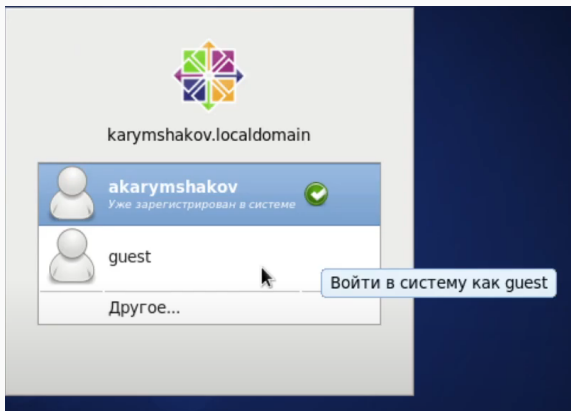 karymshakov.localdomain
akarymshakov
Уже зарегистрирован в системе
guest
Войти в систему как guest
Другое...